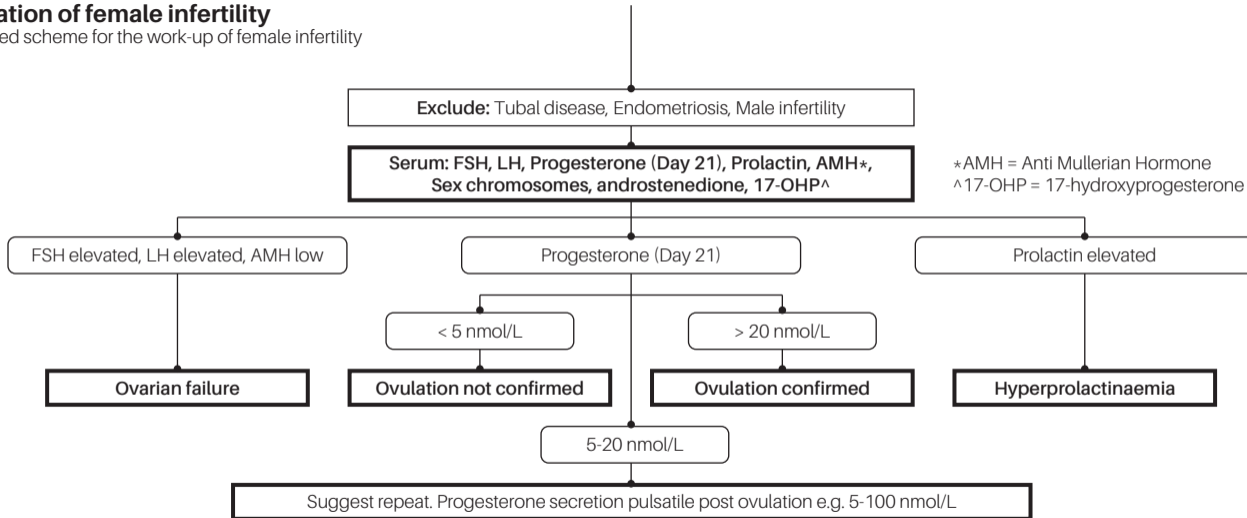 ation of female infertility
ed scheme for the work-up of female infertility
Exclude: Tubal disease, Endometriosis, Male infertility
Serum: FSH, LH, Progesterone (Day 21), Prolactin, AMH*,
Sex chromosomes, androstenedione, 17-OHP^
*AMH = Anti Mullerian Hormone
^17-OHP = 17-hydroxyprogesterone
FSH elevated, LH elevated, AMH low
Progesterone (Day 21)
Prolactin elevated
< 5 nmol/L
> 20 nmol/L
Ovarian failure
Ovulation not confirmed
Ovulation confirmed
Hyperprolactinaemia
5-20 nmol/L
Suggest repeat. Progesterone secretion pulsatile post ovulation e.g. 5-100 nmol/L